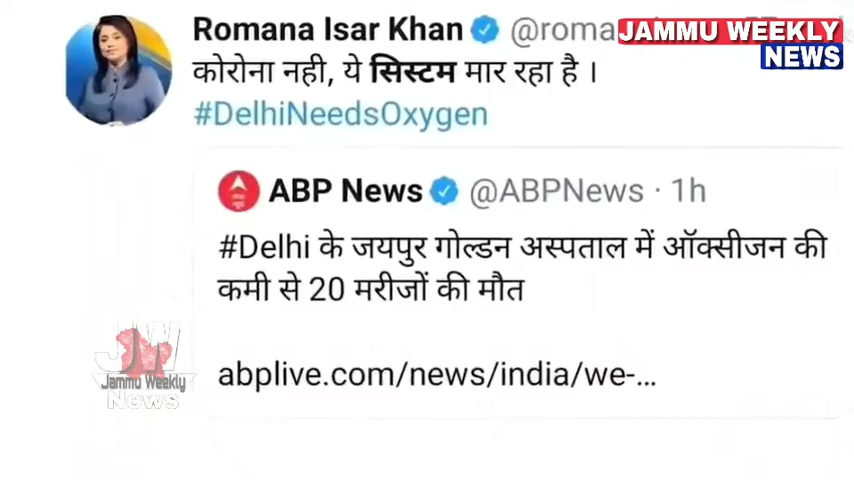 Romana Isar Khan @roma
JAMMU WEEKLY
NEWS
कोरोना नही, ये सिस्टम मार रहा है ।
#DelhiNeedsOxygen
ABP News @ABPNews · 1h
#Delhi के जयपुर गोल्डन अस्पताल में ऑक्सीजन की
कमी से 20 मरीजों की मौत
JW
Jammu Weekly
News
abplive.com/news/india/we-...